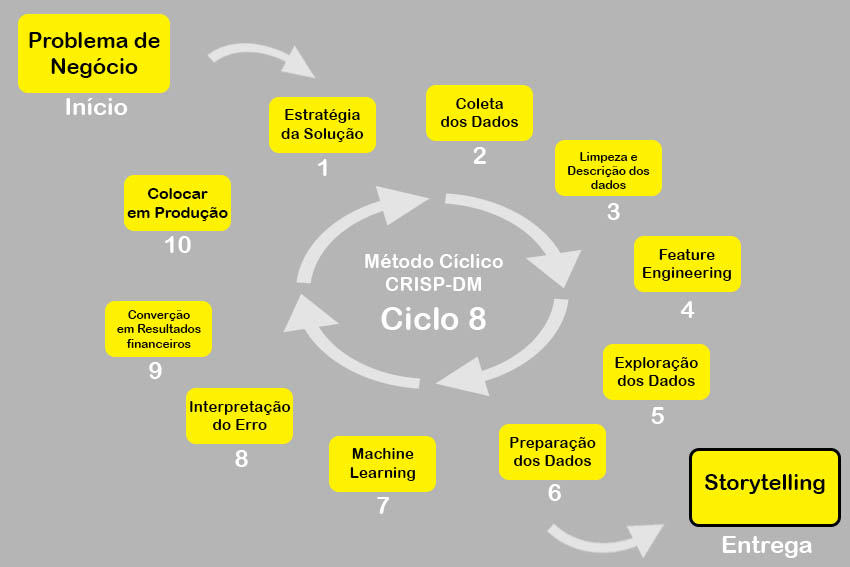 Problema de
Negócio
Início
Estratégia
da Solução
1
Coleta
dos Dados
2
Limpeza e
Descrição dos
dados
3
Feature
Engineering
4
Exploração
dos Dados
5
Preparação
dos Dados
6
Machine
Learning
7
Interpretação
do Erro
8
Converção
em Resultados
financeiros
9
Colocar
em Produção
10
Método Cíclico
CRISP-DM
Ciclo 8
Storytelling
Entrega